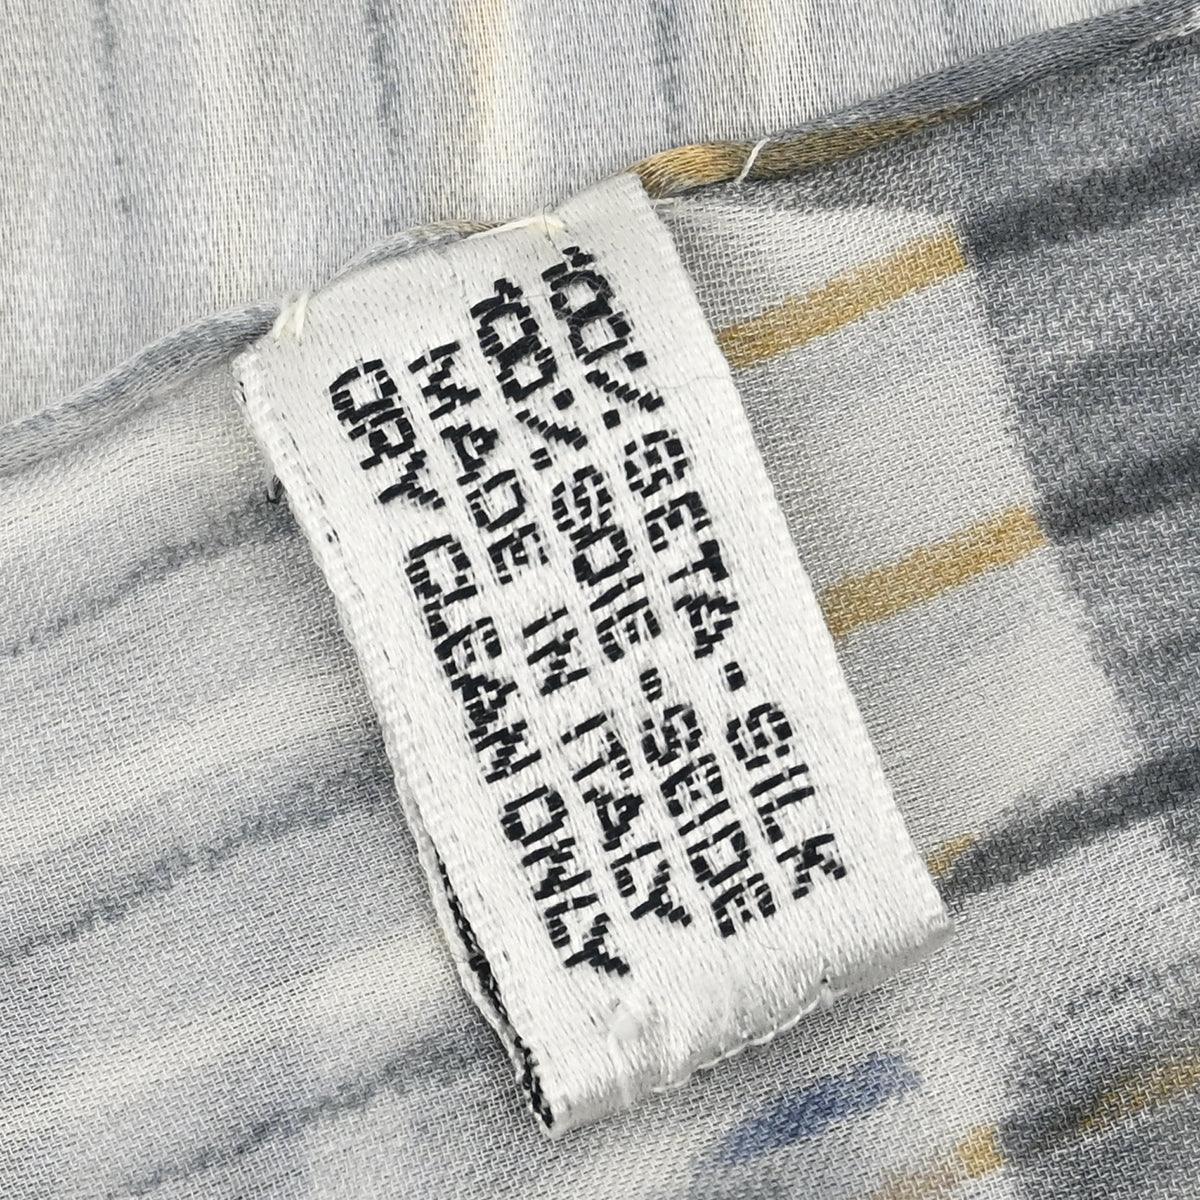 100% SETA - SILK
100% SOIE - SEIDE
MADE IN ITALY
DRY CLEAN ONLY